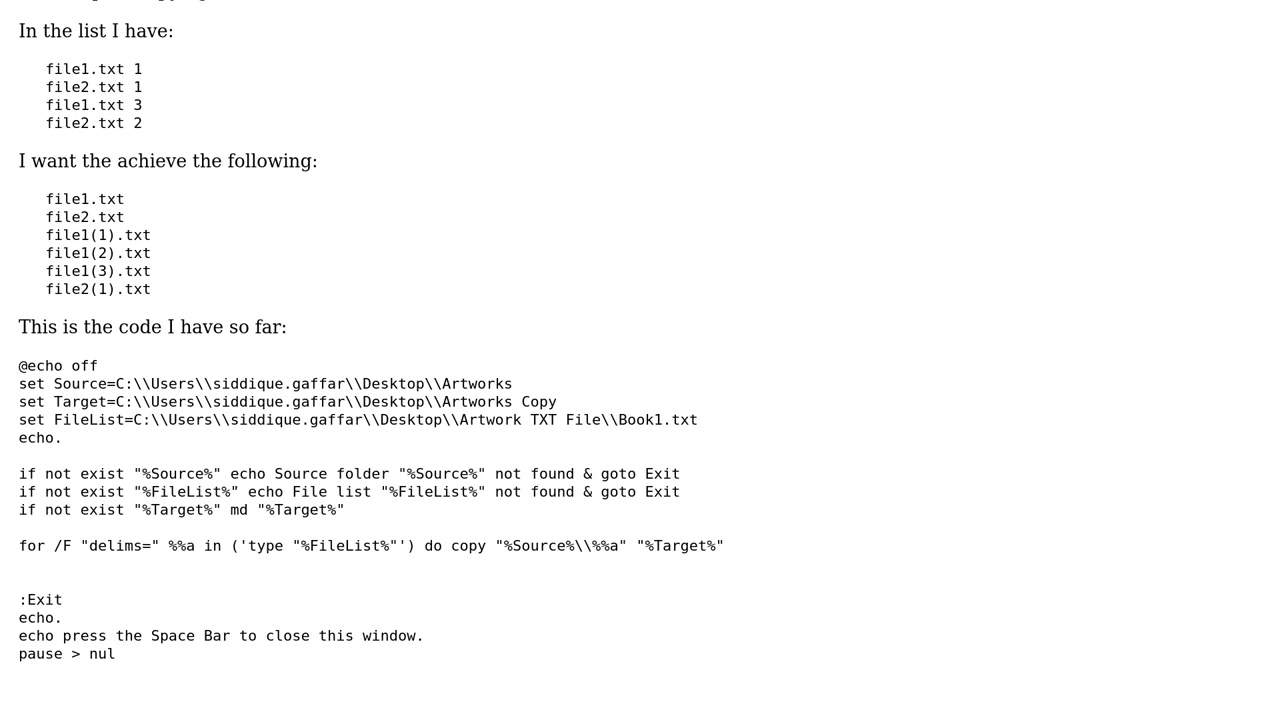 In the list I have:
file1.txt 1
file2.txt 1
file1.txt 3
file2.txt 2
I want the achieve the following:
file1.txt
file2.txt
file1(1).txt
file1(2).txt
file1(3).txt
file2(1).txt
This is the code I have so far:
@echo off
set Source=C:\\Users\\siddique.gaffar\\Desktop\\Artworks
set Target=C:\\Users\\siddique.gaffar\\Desktop\\Artworks Copy
set FileList=C:\\Users\\siddique.gaffar\\Desktop\\Artwork TXT File\\Book1.txt
echo.
if not exist "%Source%" echo Source folder "%Source%" not found & goto Exit
if not exist "%FileList%" echo File list "%FileList%" not found & goto Exit
if not exist "%Target%" md "%Target%"
for /F "delims=" %%a in ('type "%FileList%"') do copy "%Source%\\%%a" "%Target%"
:Exit
echo.
echo press the Space Bar to close this window.
pause > nul